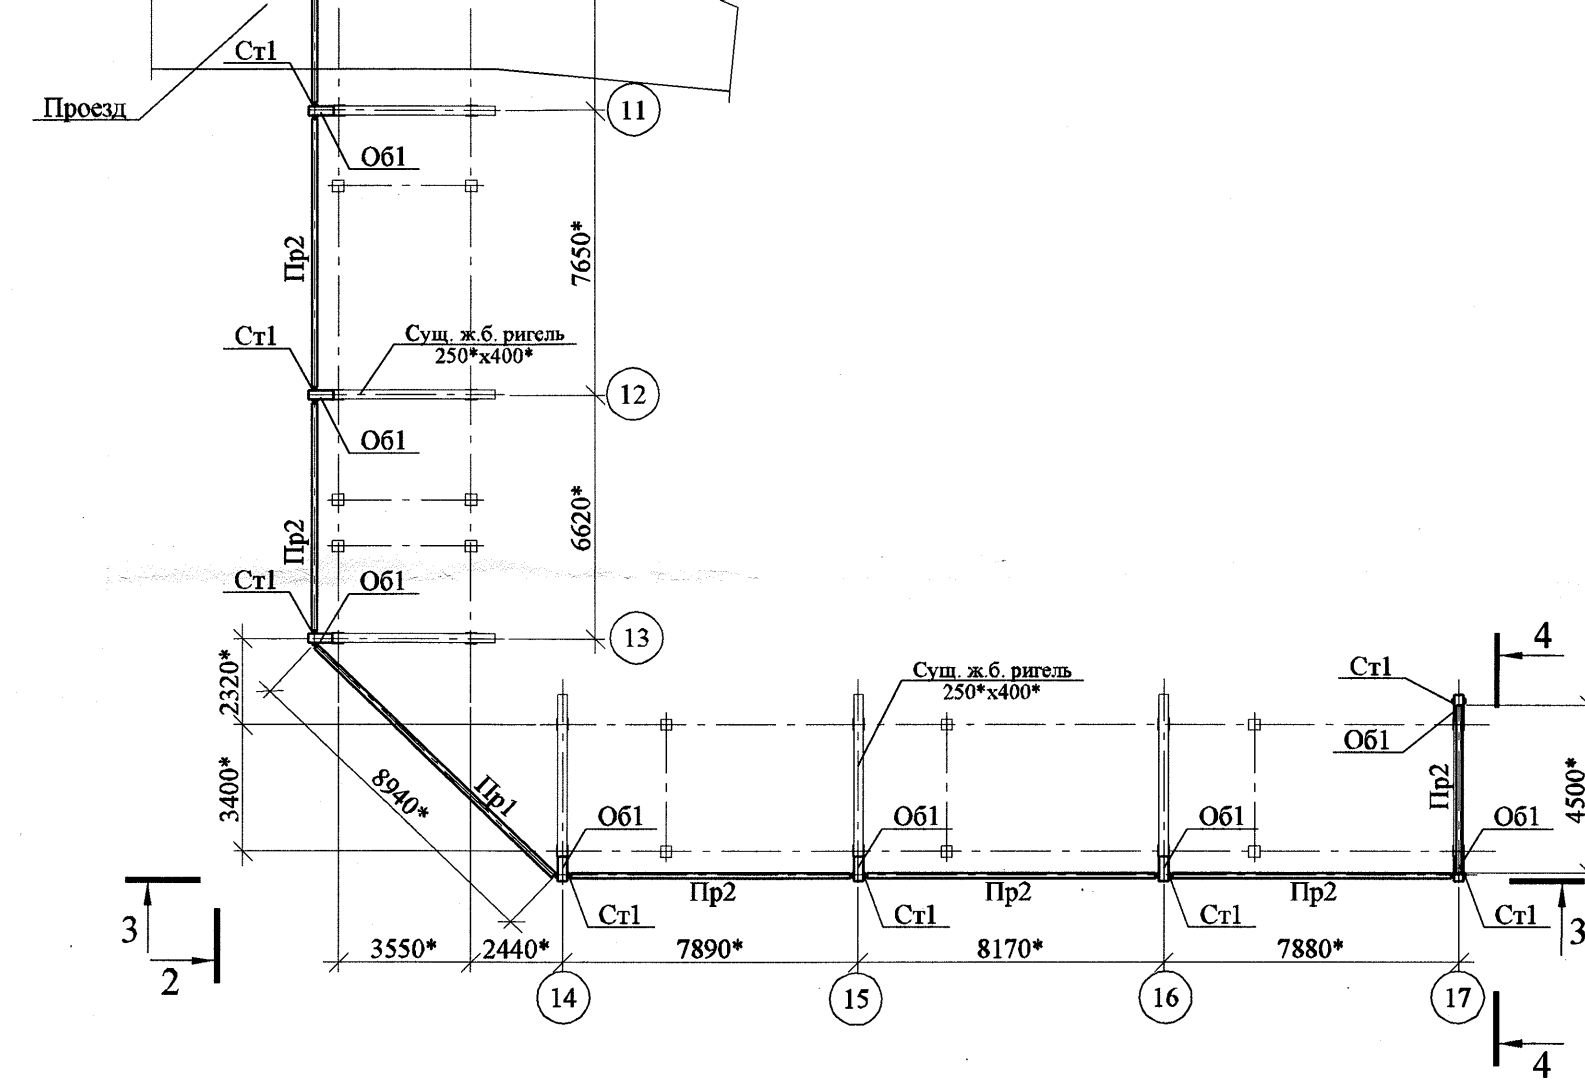 Ст1
Проезд
11
Об1
Пр2
7650*
Ст1
Сущ. ж.б. ригель
250*х400*
12
Об1
Пр2
6620*
Ст1
Об1
13
2320*
3400*
8940*
Пр1
Сущ. ж.б. ригель
250*х400*
4
Ст1
Об1
Пр2
4500*
Об1
Об1
Об1
Об1
Пр2
Пр2
Пр2
Ст1
Ст1
Ст1
Ст1
3
3
2
3550*
2440*
7890*
8170*
7880*
14
15
16
17
4